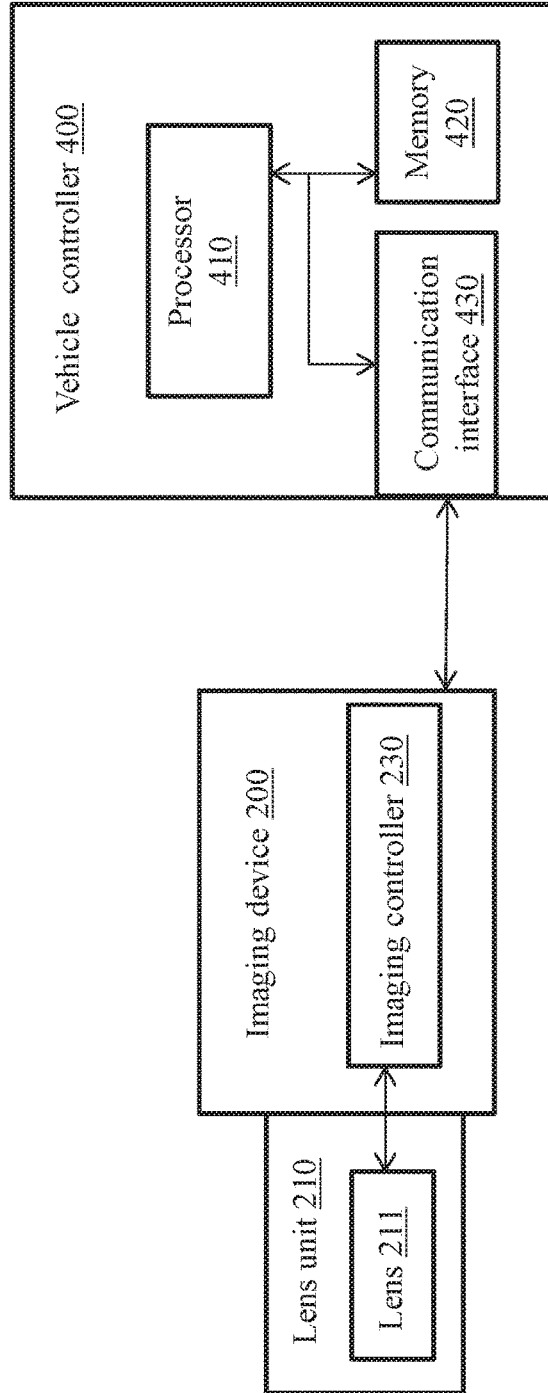 Lens unit 210
Lens 211
Imaging device 200
Imaging controller 230
Vehicle controller 400
Processor
410
Communication
interface 430
Memory
420